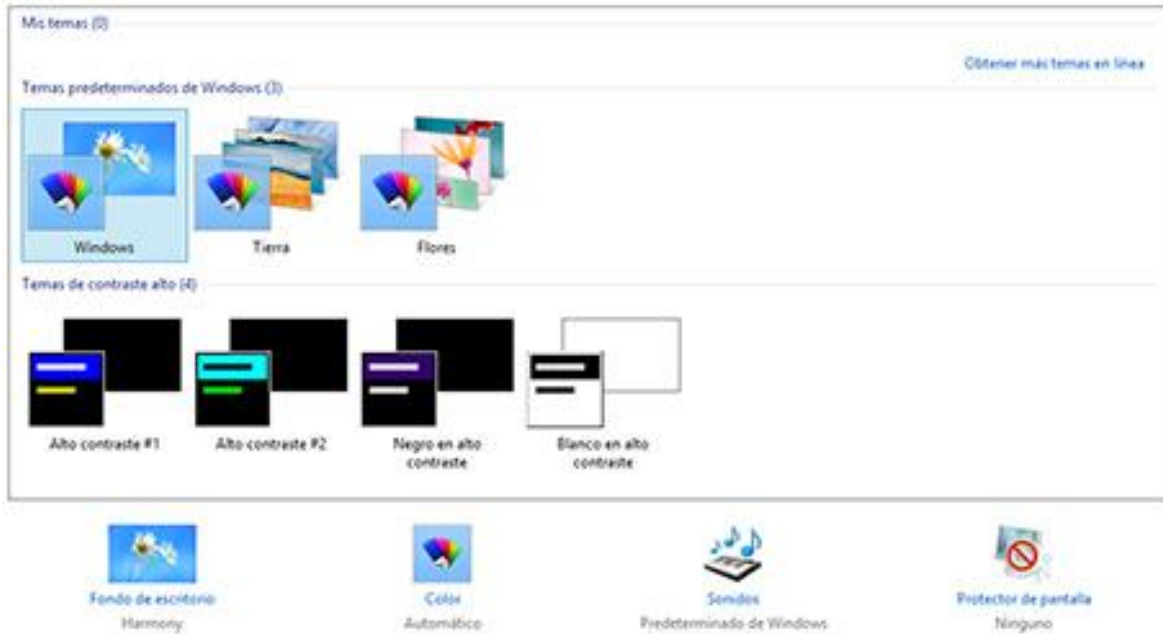 Mis temas (0)
Obtener más temas en línea
Temas predeterminados de Windows (3)
Windows
Tierra
Flores
Temas de contraste alto (4)
Alto contraste #1
Alto contraste #2
Negro en alto
contraste
Blanco en alto
contraste
Fondo de escritorio
Harmony
Color
Automático
Sonidos
Predeterminado de Windows
Protector de pantalla
Ninguno